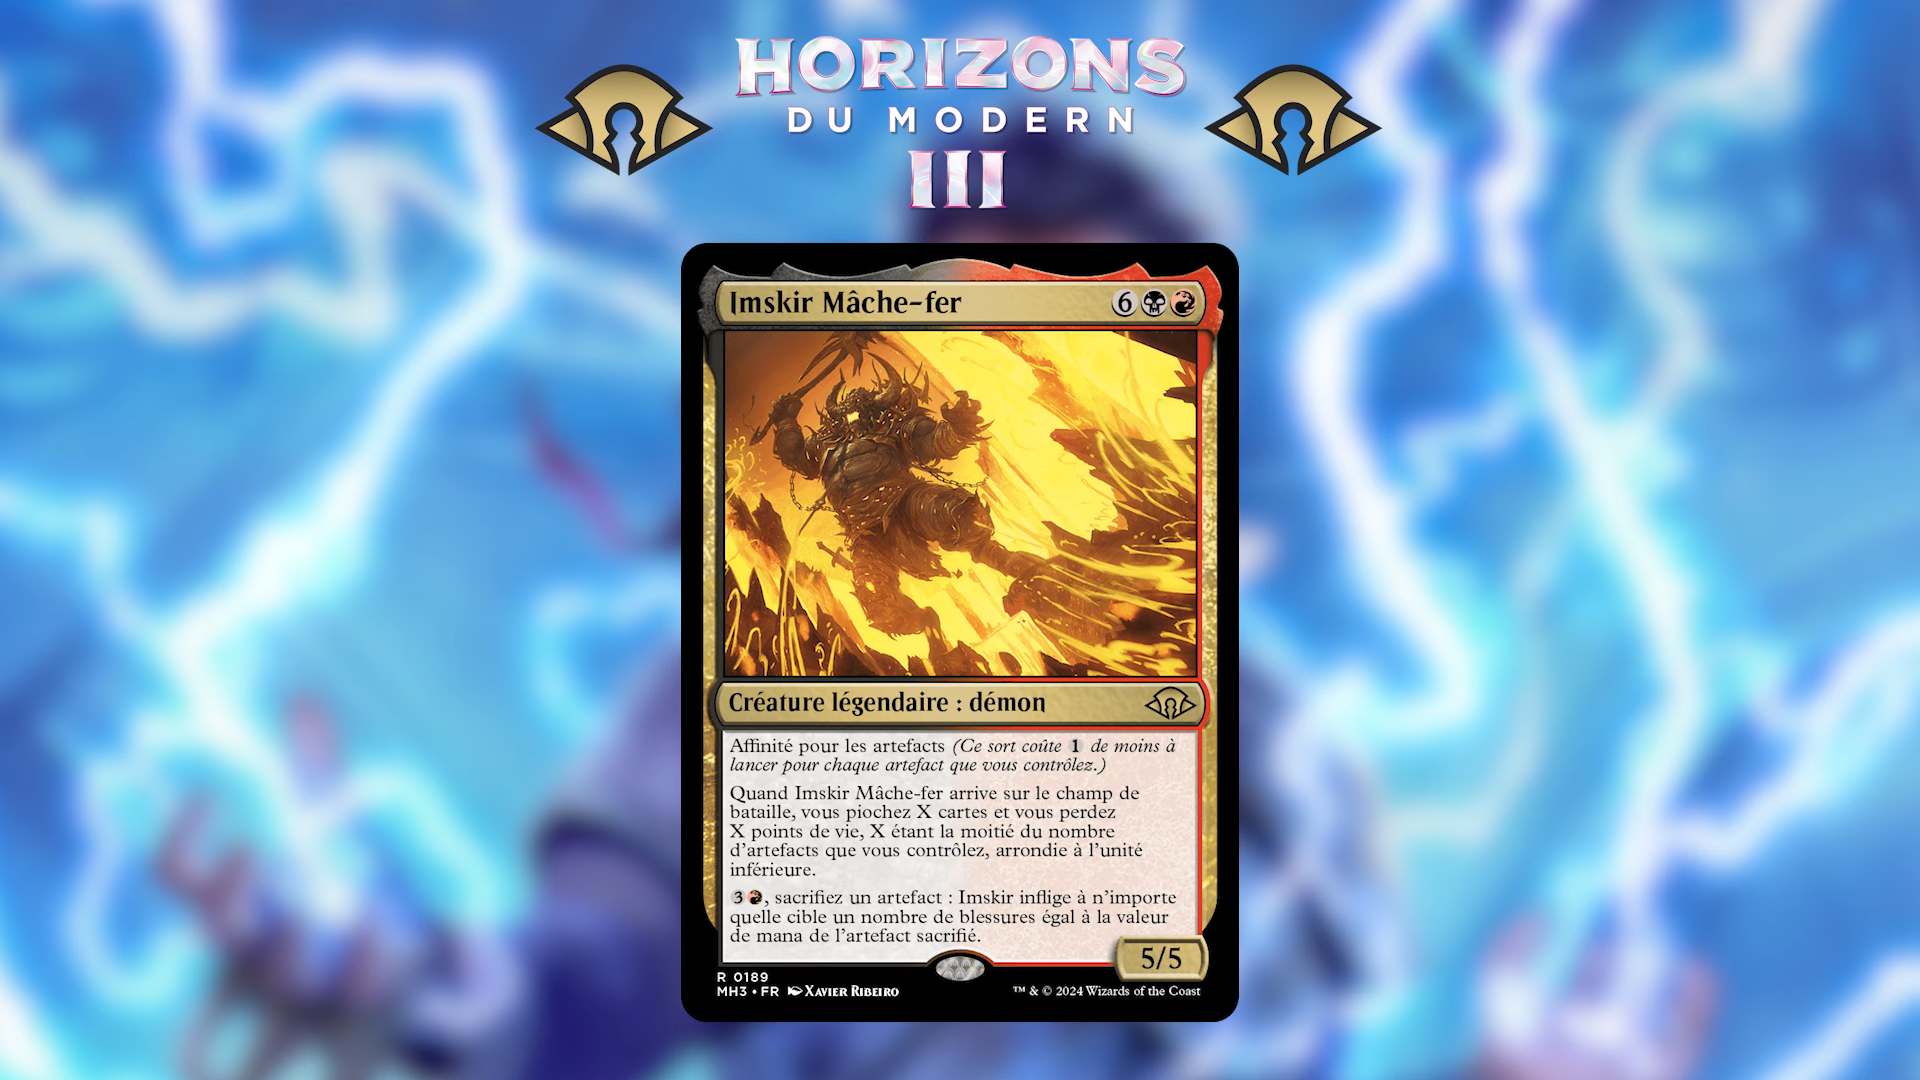 HORIZONS
DU MODERN
III
Imskir Mâche-fer
6
Créature légendaire : démon
Affinité pour les artefacts (Ce sort coûte 1 de moins à
lancer pour chaque artefact que vous contrôlez.)
Quand Imskir Mâche-fer arrive sur le champ de
bataille, vous piochez X cartes et vous perdez
X points de vie, X étant la moitié du nombre
d'artefacts que vous contrôlez, arrondie à l'unité
inférieure.
3 , sacrifiez un artefact : Imskir inflige à n'importe
quelle cible un nombre de blessures égal à la valeur
de mana de l'artefact sacrifié.
5/5
R 0189
MH3 • FR Xavier Ribeiro
™ & © 2024 Wizards of the Coast